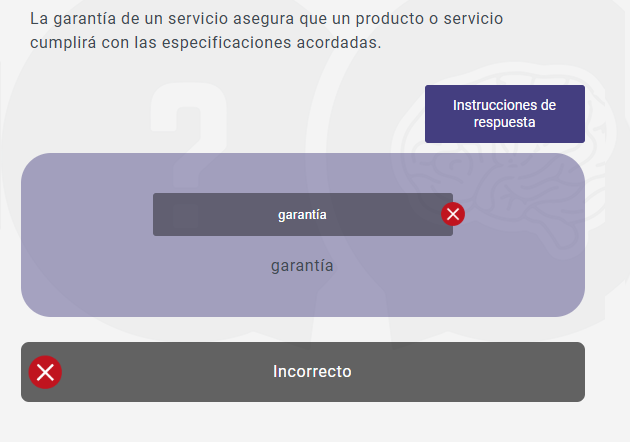 La garantía de un servicio asegura que un producto o servicio
cumplirá con las especificaciones acordadas.
Instrucciones de
respuesta
garantía
garantía
Incorrecto